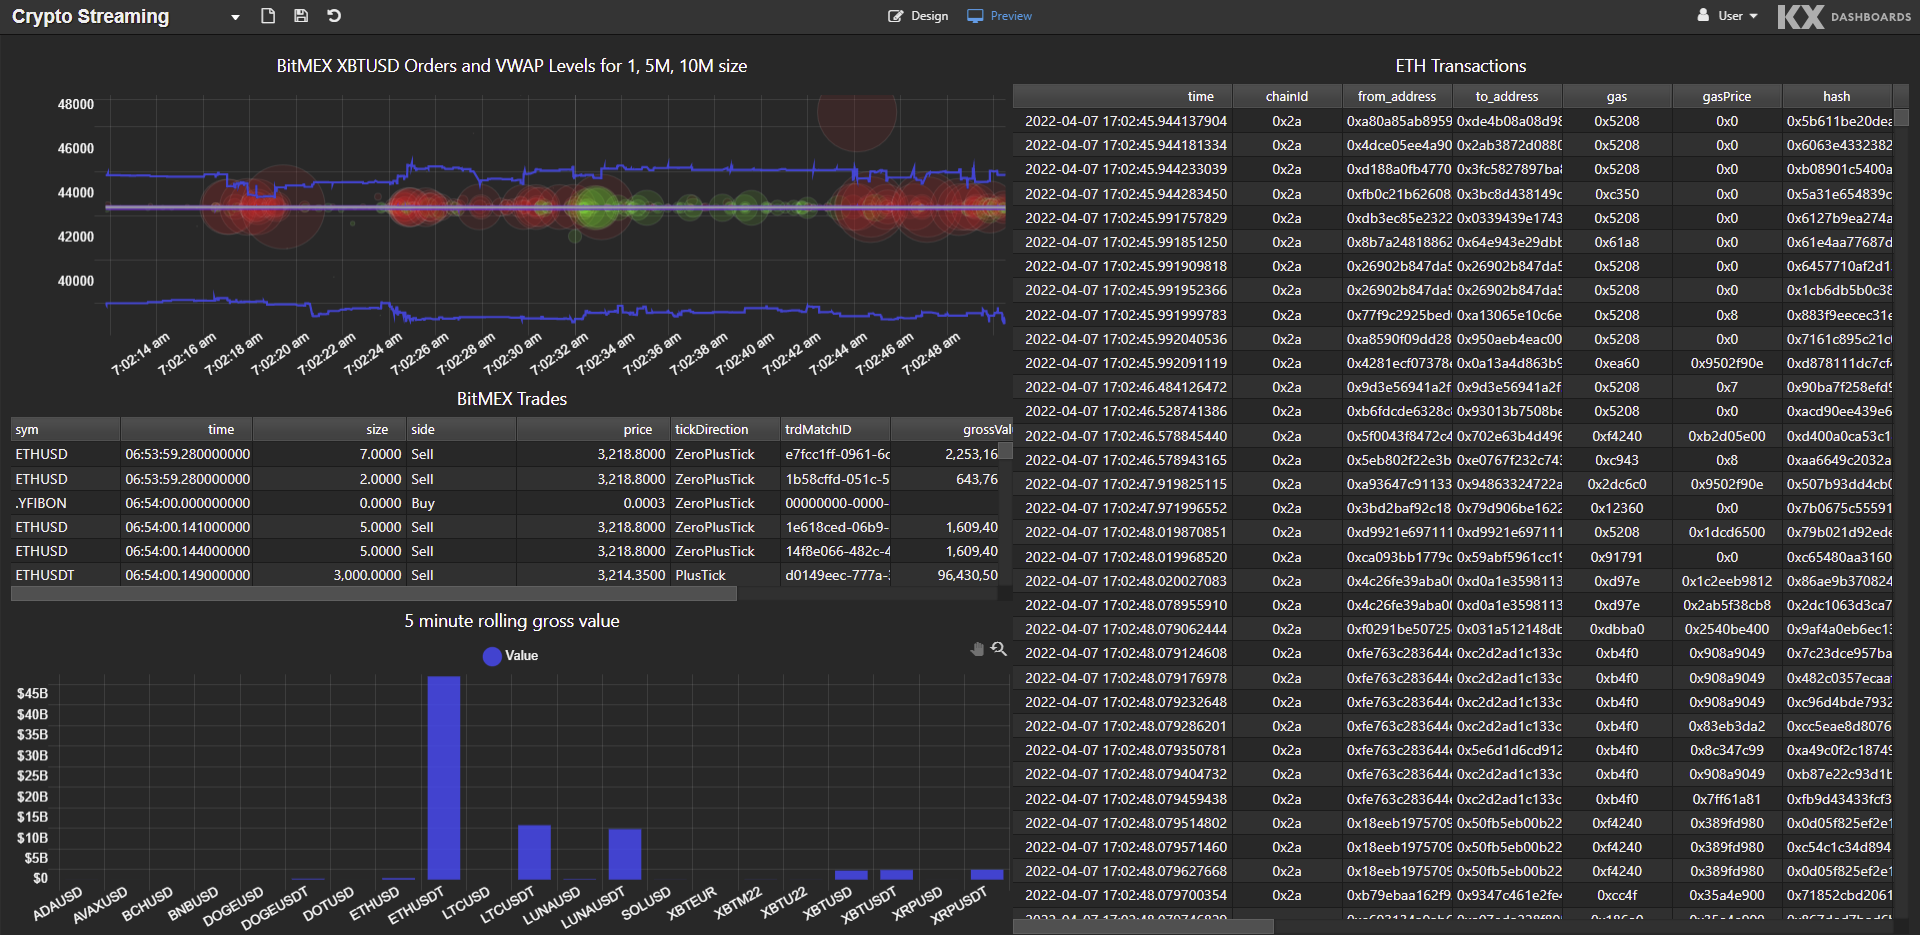 Crypto Streaming
Design
Preview
User
KX DASHBOARDS
BitMEX XBTUSD Orders and VWAP Levels for 1, 5M, 10M size
48000
46000
44000
42000
40000
7:02:14 am 7:02:16 am 7:02:18 am 7:02:20 am 7:02:22 am 7:02:24 am 7:02:26 am 7:02:28 am 7:02:30 am 7:02:32 am 7:02:34 am 7:02:36 am 7:02:38 am 7:02:40 am 7:02:42 am 7:02:44 am 7:02:46 am 7:02:48 am
BitMEX Trades
sym time size side price tickDirection trdMatchID grossVal
ETHUSD 06:53:59.280000000 7.0000 Sell 3,218.8000 ZeroPlusTick e7fcc1ff-0961-6c 2,253,16
ETHUSD 06:53:59.280000000 2.0000 Sell 3,218.8000 ZeroPlusTick 1b58cffd-051c-5 643,76
.YFIBON 06:54:00.000000000 0.0000 Buy 0.0003 ZeroPlusTick 00000000-0000-
ETHUSD 06:54:00.141000000 5.0000 Sell 3,218.8000 ZeroPlusTick 1e618ced-06b9- 1,609,40
ETHUSD 06:54:00.144000000 5.0000 Sell 3,218.8000 ZeroPlusTick 14f8e066-482c-4 1,609,40
ETHUSDT 06:54:00.149000000 3,000.0000 Sell 3,214.3500 PlusTick d0149eec-777a- 96,430,50
5 minute rolling gross value
Value
$45B
$40B
$35B
$30B
$25B
$20B
$15B
$10B
$5B
$0
ADAUSD AVAXUSD BCHUSD BNBUSD DOGEUSD DOGEUSDT DOTUSD ETHUSD ETHUSDT LTCUSD LTCUSDT LUNAUSD LUNAUSDT SOLUSD XBTEUR XBTM22 XBTU22 XBTUSD XBTUSDT XRPUSD XRPUSDT
ETH Transactions
time chainId from_address to_address gas gasPrice hash
2022-04-07 17:02:45.944137904 0x2a 0xa80a85ab8959 0xde4b08a08d98 0x5208 0x0 0x5b611be20dea
2022-04-07 17:02:45.944181334 0x2a 0x4dce05ee4a90 0x2ab3872d0880 0x5208 0x0 0x6063e4332382
2022-04-07 17:02:45.944233039 0x2a 0xd188a0fb4770 0x3fc5827897ba8 0x5208 0x0 0xb08901c5400a
2022-04-07 17:02:45.944283450 0x2a 0xfb0c21b62608 0x3bc8d438149c 0xc350 0x0 0x5a31e654839c
2022-04-07 17:02:45.991757829 0x2a 0xdb3ec85e2322 0x0339439e1743 0x5208 0x0 0x6127b9ea274a
2022-04-07 17:02:45.991851250 0x2a 0x8b7a24818862 0x64e943e29dbb 0x61a8 0x0 0x61e4aa77687d
2022-04-07 17:02:45.991909818 0x2a 0x26902b847da5 0x26902b847da5 0x5208 0x0 0x6457710af2d1
2022-04-07 17:02:45.991952366 0x2a 0x26902b847da5 0x26902b847da5 0x5208 0x0 0x1cb6db5b0c38
2022-04-07 17:02:45.991999783 0x2a 0x77f9c2925bed 0xa13065e10c6e 0x5208 0x8 0x883f9eecec31e
2022-04-07 17:02:45.992040536 0x2a 0xa8590f09dd28 0x950aeb4eac00 0x5208 0x0 0x7161c895c21c
2022-04-07 17:02:45.992091119 0x2a 0x4281ecf07378 0x0a13a4d863b9 0xea60 0x9502f90e 0xd878111dc7cf
2022-04-07 17:02:46.484126472 0x2a 0x9d3e56941a2f 0x9d3e56941a2f 0x5208 0x7 0x90ba7f258efd9
2022-04-07 17:02:46.528741386 0x2a 0xb6fdcde6328c 0x93013b7508be 0x5208 0x0 0xacd90ee439e6
2022-04-07 17:02:46.578845440 0x2a 0x5f0043f8472c4 0x702e63b4d496 0xf4240 0xb2d05e00 0xd400a0ca53c1
2022-04-07 17:02:46.578943165 0x2a 0x5eb802f22e3b 0xe0767f232c743 0xc943 0x8 0xaa6649c2032a
2022-04-07 17:02:47.919825115 0x2a 0xa93647c91133 0x94863324722a 0x2dc6c0 0x9502f90e 0x507b93dd4cb0
2022-04-07 17:02:47.971996552 0x2a 0x3bd2baf92c18 0x79d906be1622 0x12360 0x0 0x7b0675c55591
2022-04-07 17:02:48.019870851 0x2a 0xd9921e697111 0xd9921e697111 0x5208 0x1dcd6500 0x79b021d92ede
2022-04-07 17:02:48.019968520 0x2a 0xca093bb1779c 0x59abf5961cc19 0x91791 0x0 0xc65480aa3160
2022-04-07 17:02:48.020027083 0x2a 0x4c26fe39aba00 0xd0a1e3598113 0xd97e 0x1c2eeb9812 0x86ae9b370824
2022-04-07 17:02:48.078955910 0x2a 0x4c26fe39aba00 0xd0a1e3598113 0xd97e 0x2ab5f38cb8 0x2dc1063d3ca7
2022-04-07 17:02:48.079062444 0x2a 0xf0291be50725 0x031a512148db 0xdbba0 0x2540be400 0x9af4a0eb6ec13
2022-04-07 17:02:48.079124608 0x2a 0xfe763c283644 0xc2d2ad1c133c 0xb4f0 0x908a9049 0x7c23dce957ba
2022-04-07 17:02:48.079176978 0x2a 0xfe763c283644 0xc2d2ad1c133c 0xb4f0 0x908a9049 0x482c0357ecaa
2022-04-07 17:02:48.079232648 0x2a 0xfe763c283644 0xc2d2ad1c133c 0xb4f0 0x908a9049 0xc96d4bde7932
2022-04-07 17:02:48.079286201 0x2a 0xfe763c283644 0xc2d2ad1c133c 0xb4f0 0x83eb3da2 0xcc5eae8d8076
2022-04-07 17:02:48.079350781 0x2a 0xfe763c283644 0x5e6d1d6cd912 0xb4f0 0x8c347c99 0xa49c0f2c18749
2022-04-07 17:02:48.079404732 0x2a 0xfe763c283644 0xc2d2ad1c133c 0xb4f0 0x908a9049 0xb87e22c93d1b
2022-04-07 17:02:48.079459438 0x2a 0xfe763c283644 0xc2d2ad1c133c 0xb4f0 0x7ff61a81 0xfb9d43433fcf3
2022-04-07 17:02:48.079514802 0x2a 0x18eeb1975709 0x50fb5eb00b22 0xf4240 0x389fd980 0x0d05f825ef2e1
2022-04-07 17:02:48.079571460 0x2a 0x18eeb1975709 0x50fb5eb00b22 0xf4240 0x389fd980 0xc54c1c34d894
2022-04-07 17:02:48.079627668 0x2a 0x18eeb1975709 0x50fb5eb00b22 0xf4240 0x389fd980 0x0d05f825ef2e1
2022-04-07 17:02:48.079700354 0x2a 0xb79ebaa162f9 0x9347c461e2fe4 0xcc4f 0x35a4e900 0x71852cbd2061